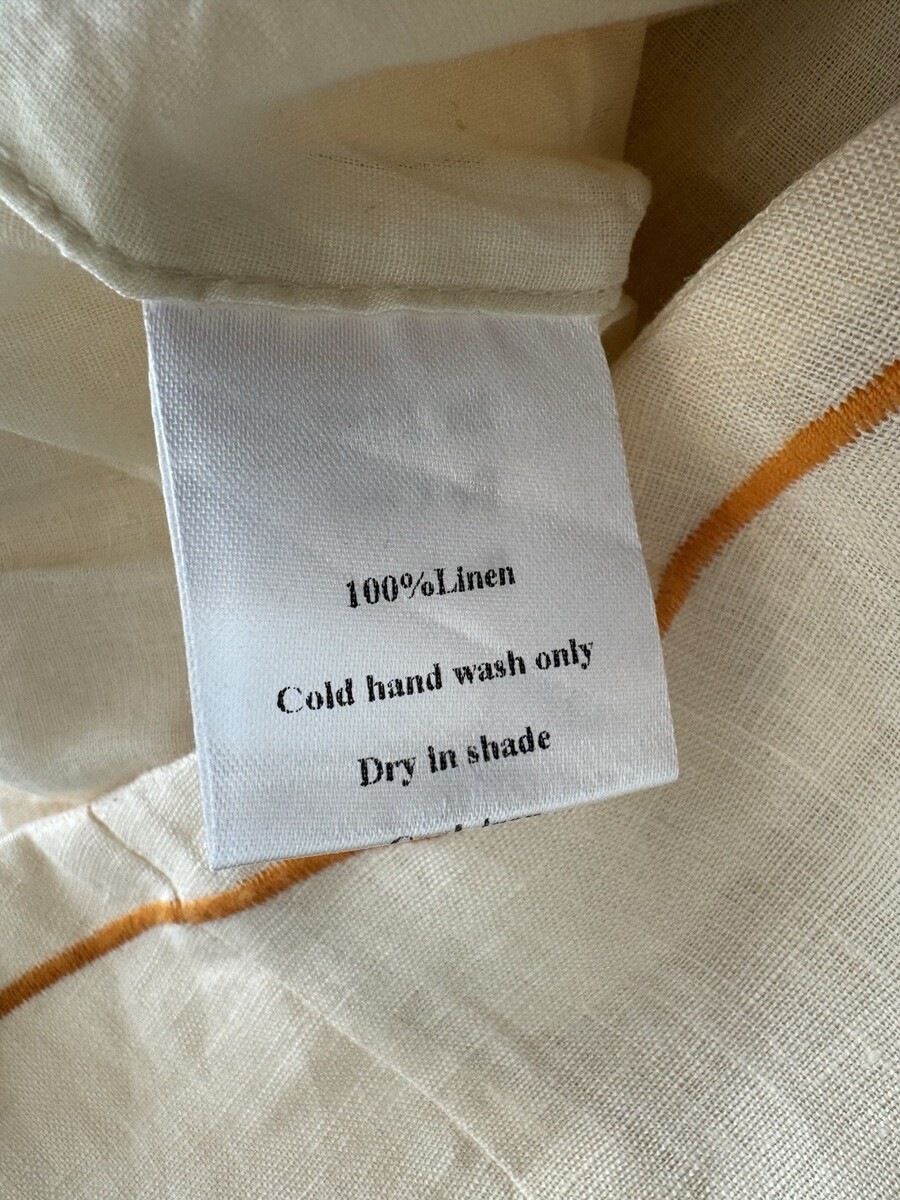 100%Linen
Cold hand wash only
Dry in shade